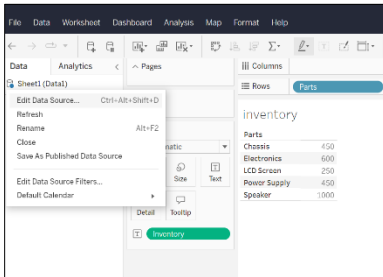 File Data Worksheet Dashboard Analysis Map Format Help
Data Analytics Pages Columns
Sheet1 (Data1)
Rows Parts
Edit Data Source... Ctrl+Alt+Shift+D
Refresh
Rename Alt+F2
Close
Save As Published Data Source
Edit Data Source Filters...
Default Calendar
matic
Size Text
Detail Tooltip
Inventory
inventory
Parts
Chassis 450
Electronics 600
LCD Screen 250
Power Supply 450
Speaker 1000